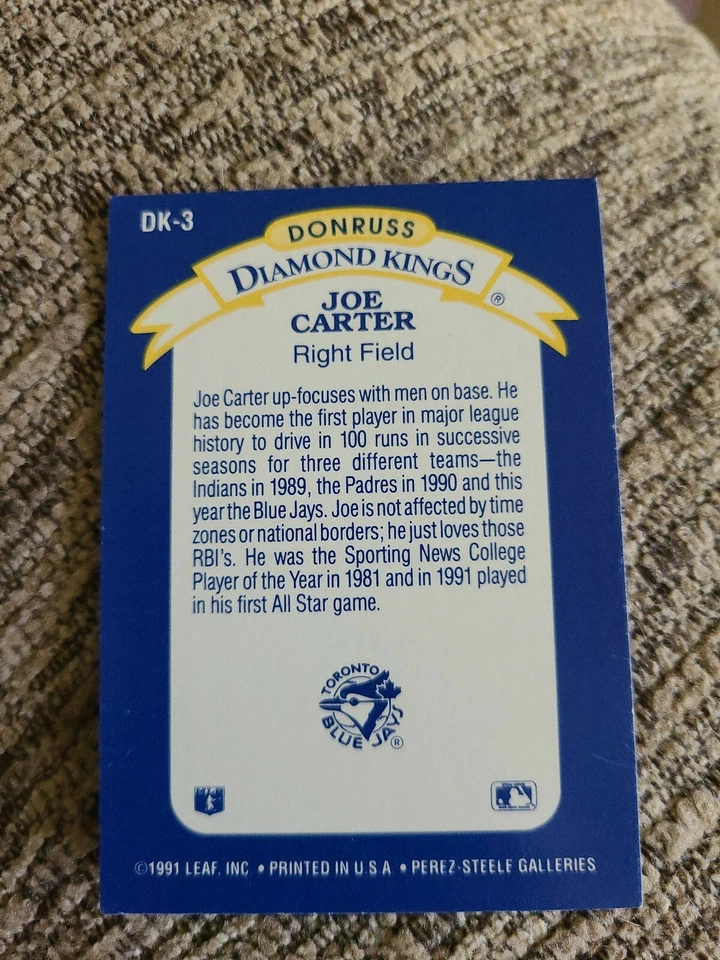 DK-3
DONRUSS
DIAMOND KINGS ®
JOE
CARTER
Right Field
Joe Carter up-focuses with men on base. He
has become the first player in major league
history to drive in 100 runs in successive
seasons for three different teams—the
Indians in 1989, the Padres in 1990 and this
year the Blue Jays. Joe is not affected by time
zones or national borders; he just loves those
RBI's. He was the Sporting News College
Player of the Year in 1981 and in 1991 played
in his first All Star game.
TORONTO
BLUE JAYS ®
©1991 LEAF, INC • PRINTED IN U.S.A • PEREZ-STEELE GALLERIES